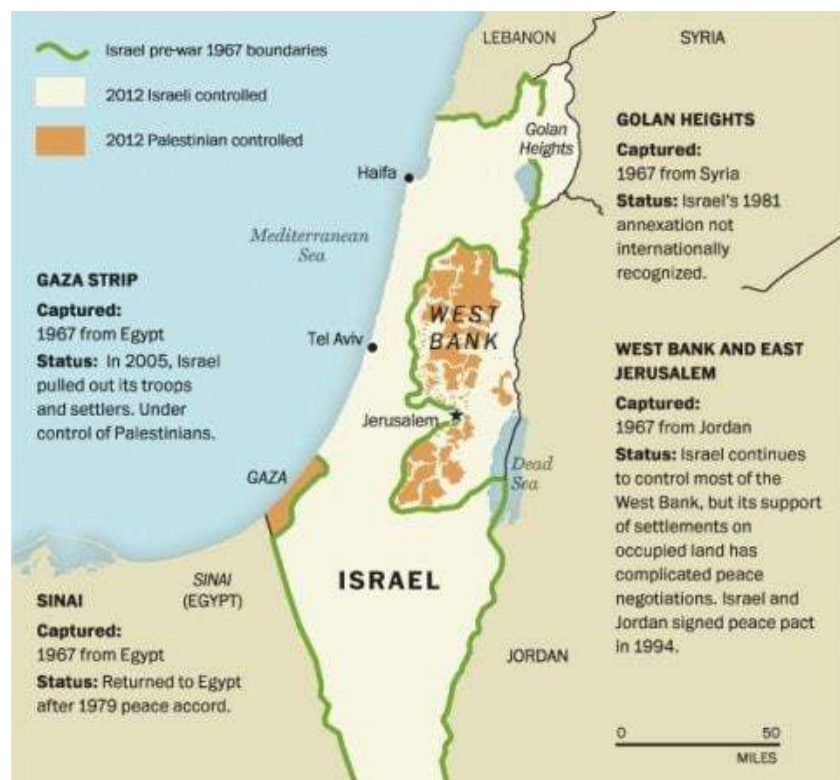 Israel pre-war 1967 boundaries
2012 Israeli controlled
2012 Palestinian controlled
LEBANON
SYRIA
Golan
Heights
Haifa
Mediterranean
Sea
WEST
BANK
Tel Aviv
Jerusalem
Dead
Sea
GAZA
ISRAEL
SINAI
(EGYPT)
JORDAN
GAZA STRIP
Captured:
1967 from Egypt
Status: In 2005, Israel
pulled out its troops
and settlers. Under
control of Palestinians.
SINAI
Captured:
1967 from Egypt
Status: Returned to Egypt
after 1979 peace accord.
GOLAN HEIGHTS
Captured:
1967 from Syria
Status: Israel's 1981
annexation not
internationally
recognized.
WEST BANK AND EAST
JERUSALEM
Captured:
1967 from Jordan
Status: Israel continues
to control most of the
West Bank, but its support
of settlements on
occupied land has
complicated peace
negotiations. Israel and
Jordan signed peace pact
in 1994.
0 50
MILES